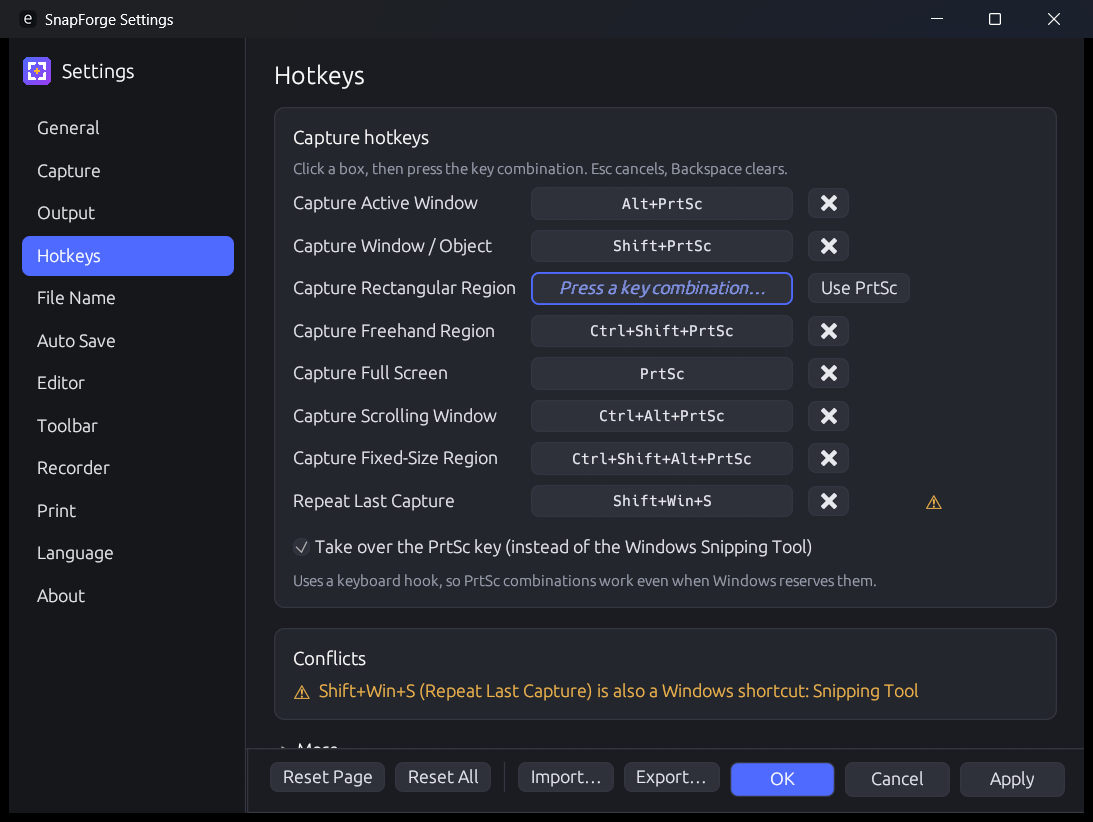 e SnapForge Settings
Settings
General
Capture
Output
Hotkeys
File Name
Auto Save
Editor
Toolbar
Recorder
Print
Language
About
Hotkeys
Capture hotkeys
Click a box, then press the key combination. Esc cancels, Backspace clears.
Capture Active Window Alt+PrtSc
Capture Window / Object Shift+PrtSc
Capture Rectangular Region Press a key combination... Use PrtSc
Capture Freehand Region Ctrl+Shift+PrtSc
Capture Full Screen PrtSc
Capture Scrolling Window Ctrl+Alt+PrtSc
Capture Fixed-Size Region Ctrl+Shift+Alt+PrtSc
Repeat Last Capture Shift+Win+S
Take over the PrtSc key (instead of the Windows Snipping Tool)
Uses a keyboard hook, so PrtSc combinations work even when Windows reserves them.
Conflicts
Shift+Win+S (Repeat Last Capture) is also a Windows shortcut: Snipping Tool
Reset Page Reset All Import... Export... OK Cancel Apply